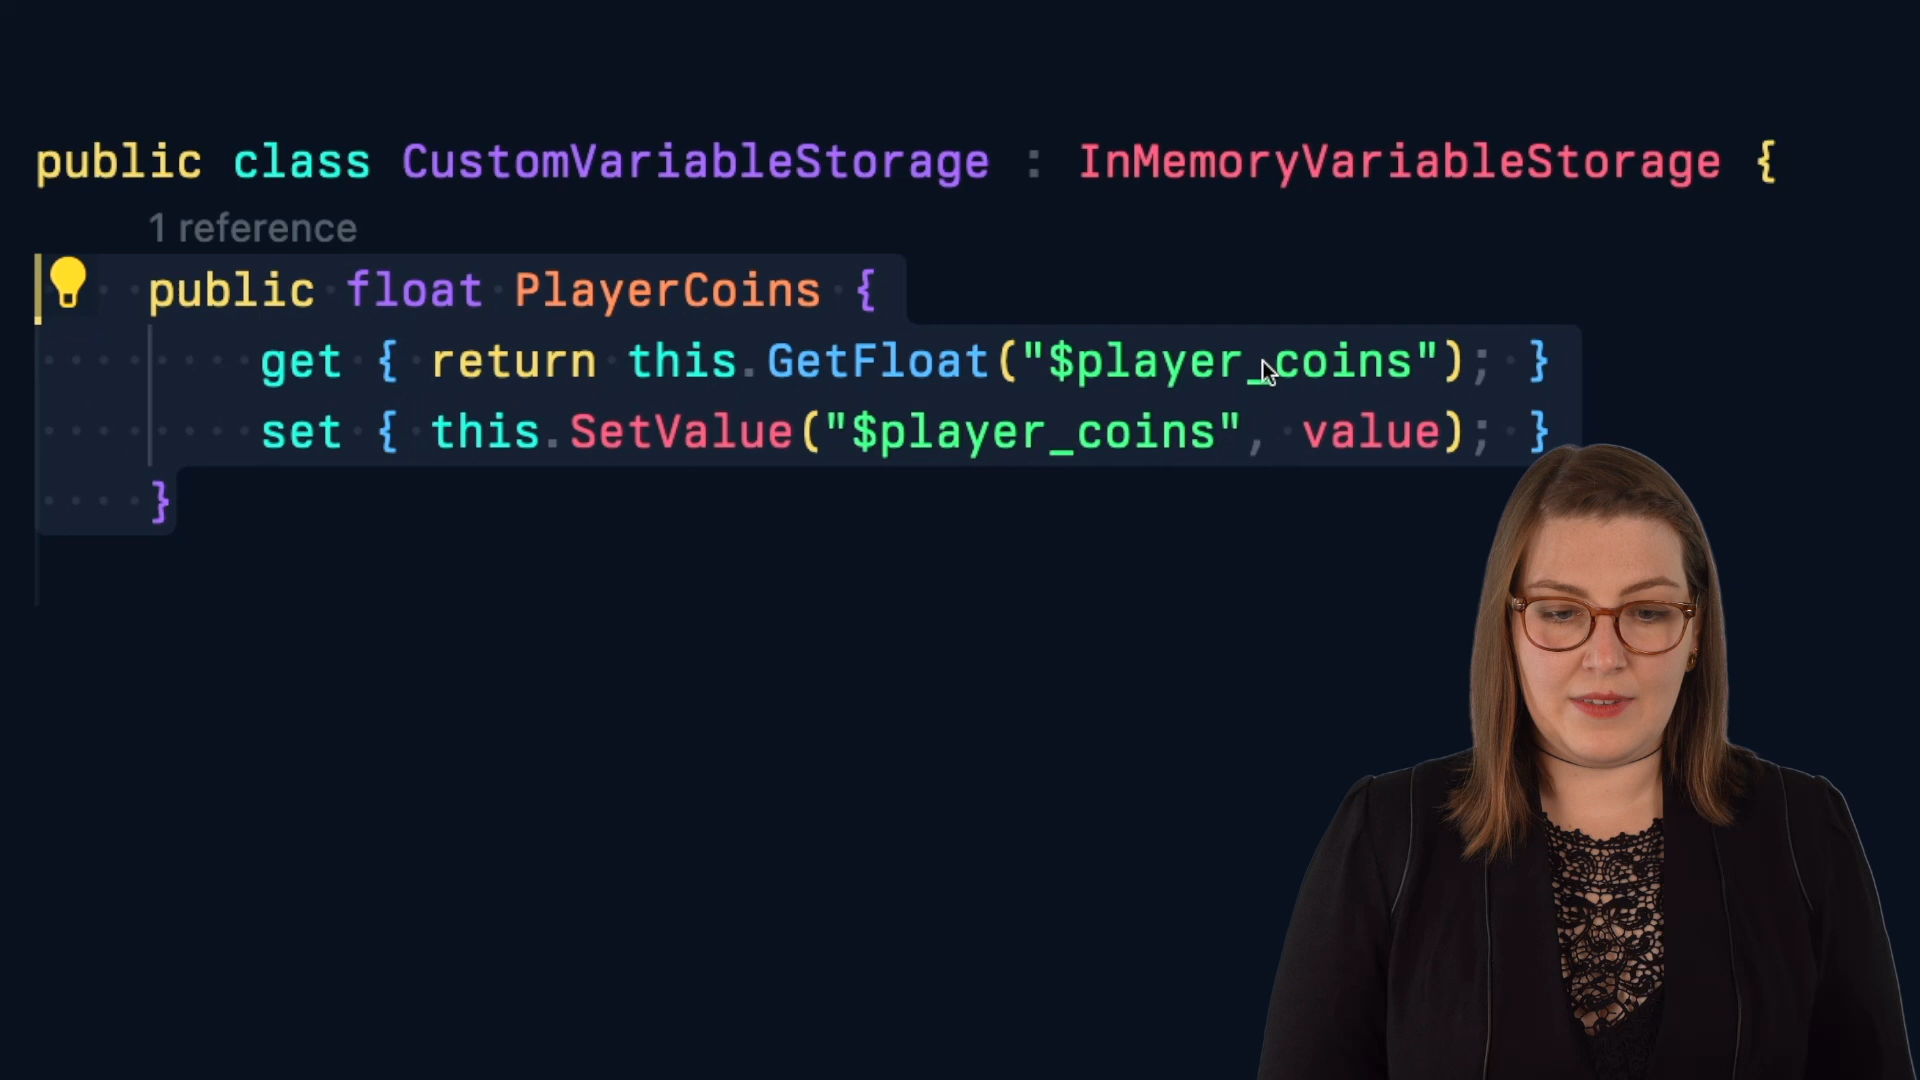 public class CustomVariableStorage : InMemoryVariableStorage {
1 reference
public float PlayerCoins {
get { return this.GetFloat("$player_coins"); }
set { this.SetValue("$player_coins", value); }
}